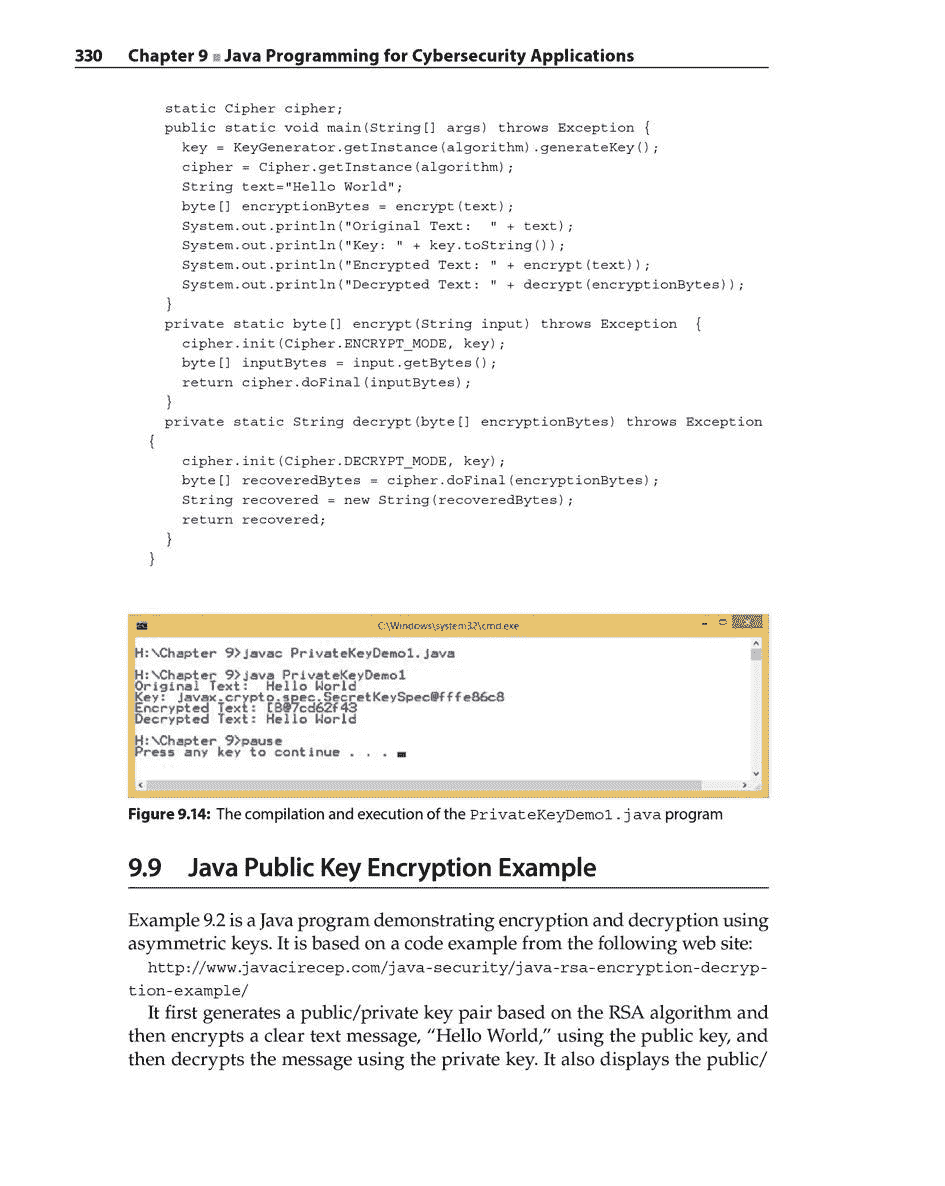 330 Chapter 9 ■ Java Programming for Cybersecurity Applications
static Cipher cipher;
public static void main(String[] args) throws Exception {
key = KeyGenerator.getInstance(algorithm).generateKey();
cipher = Cipher.getInstance(algorithm);
String text="Hello World";
byte[] encryptionBytes = encrypt(text);
System.out.println("Original Text:  " + text);
System.out.println("Key: " + key.toString());
System.out.println("Encrypted Text: " + encrypt(text));
System.out.println("Decrypted Text: " + decrypt(encryptionBytes));
}
private static byte[] encrypt(String input) throws Exception  {
cipher.init(Cipher.ENCRYPT_MODE, key);
byte[] inputBytes = input.getBytes();
return cipher.doFinal(inputBytes);
}
private static String decrypt(byte[] encryptionBytes) throws Exception
{
cipher.init(Cipher.DECRYPT_MODE, key);
byte[] recoveredBytes = cipher.doFinal(encryptionBytes);
String recovered = new String(recoveredBytes);
return recovered;
}
}
C:\Windows\system32\cmd.exe
H:\Chapter 9>javac PrivateKeyDemo1.java
H:\Chapter 9>java PrivateKeyDemo1
Original Text:  Hello World
Key: javax.crypto.spec.SecretKeySpec@fffe86c8
Encrypted Text: [B@7cd62f43
Decrypted Text: Hello World
H:\Chapter 9>pause
Press any key to continue . . .
Figure 9.14: The compilation and execution of the PrivateKeyDemo1.java program
9.9 Java Public Key Encryption Example
Example 9.2 is a Java program demonstrating encryption and decryption using
asymmetric keys. It is based on a code example from the following web site:
http://www.javacirecep.com/java-security/java-rsa-encryption-decryp-
tion-example/
It first generates a public/private key pair based on the RSA algorithm and
then encrypts a clear text message, “Hello World,” using the public key, and
then decrypts the message using the private key. It also displays the public/